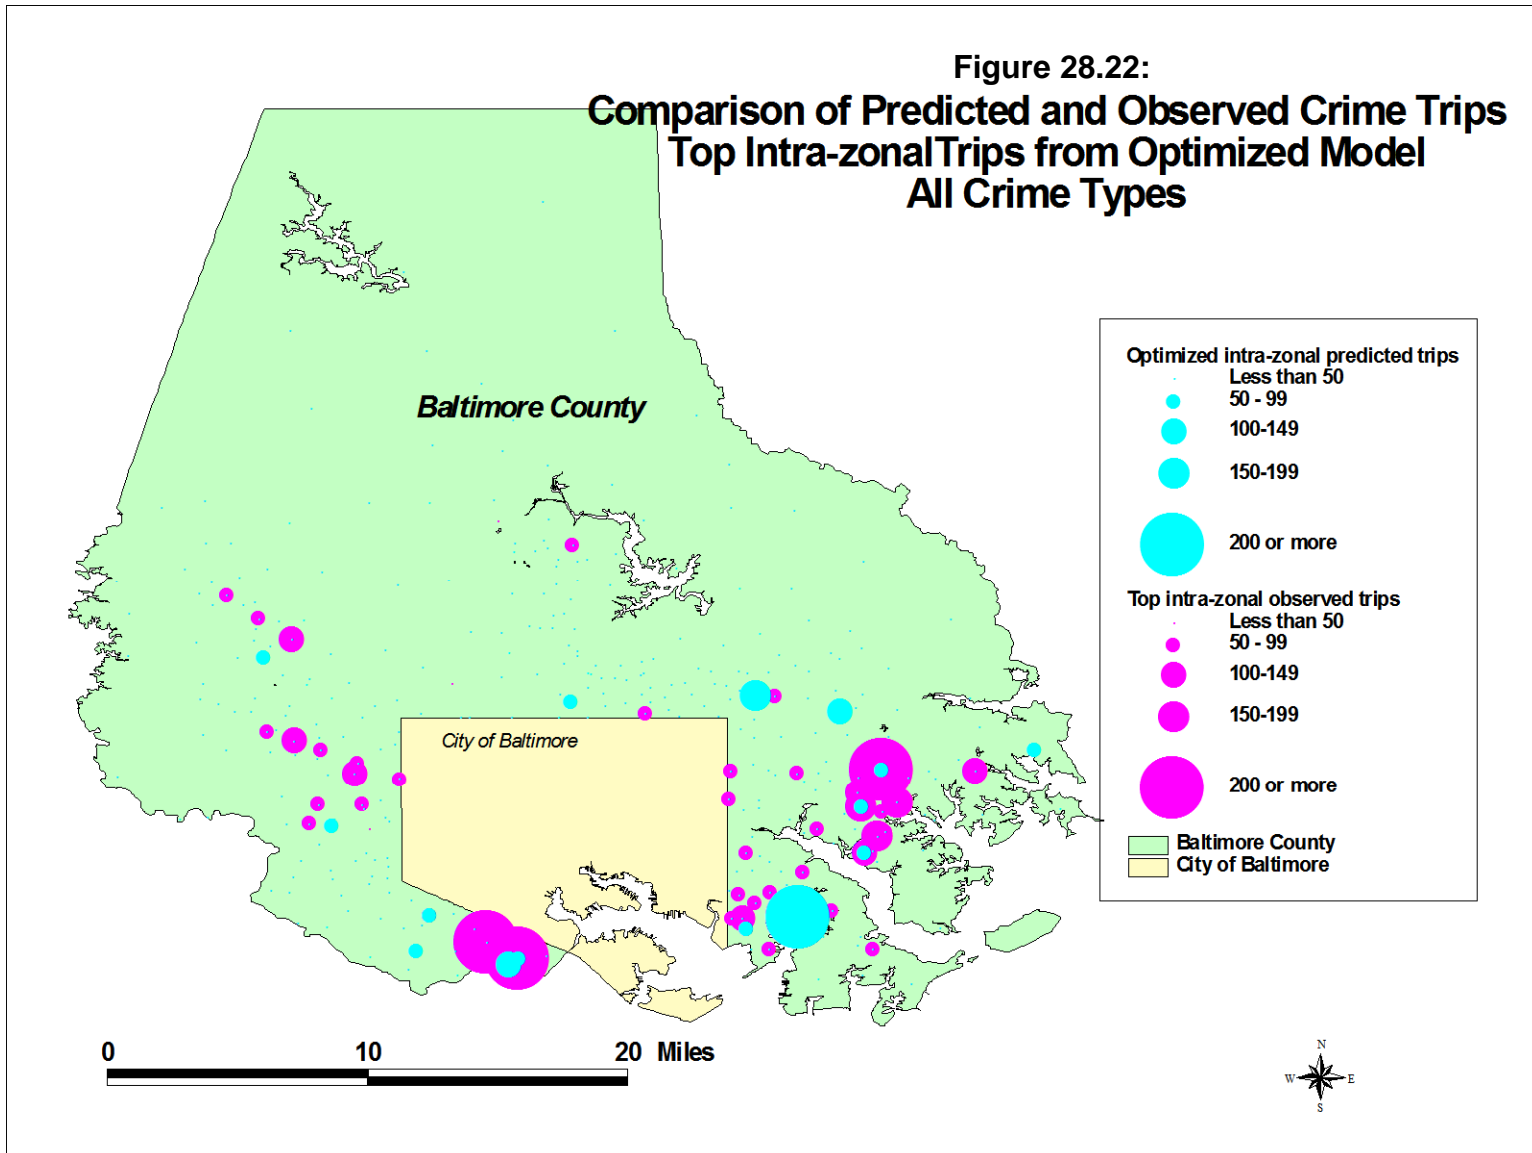 Figure 28.22:
Comparison of Predicted and Observed Crime Trips
Top Intra-zonalTrips from Optimized Model
All Crime Types
Baltimore County
City of Baltimore
Optimized intra-zonal predicted trips
Less than 50
50 - 99
100-149
150-199
200 or more
Top intra-zonal observed trips
Less than 50
50 - 99
100-149
150-199
200 or more
Baltimore County
City of Baltimore
0 10 20 Miles
N
W E
S